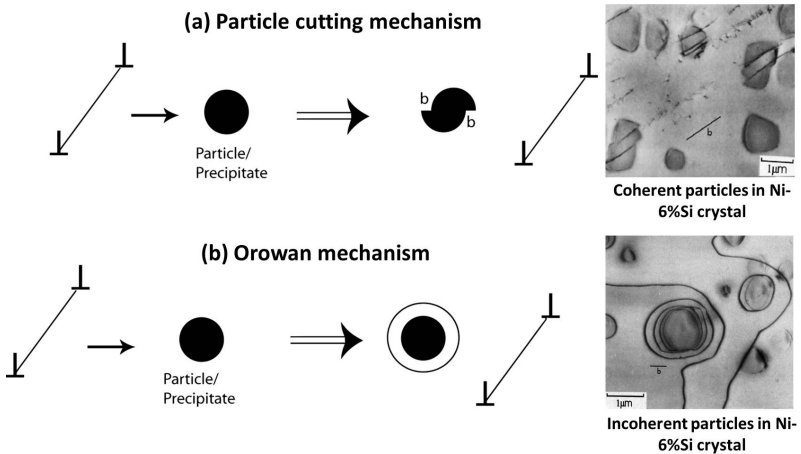 (a) Particle cutting mechanism
b
b
Particle/
Precipitate
b
1μm
Coherent particles in Ni-
6%Si crystal
(b) Orowan mechanism
Particle/
Precipitate
b
1μm
Incoherent particles in Ni-
6%Si crystal